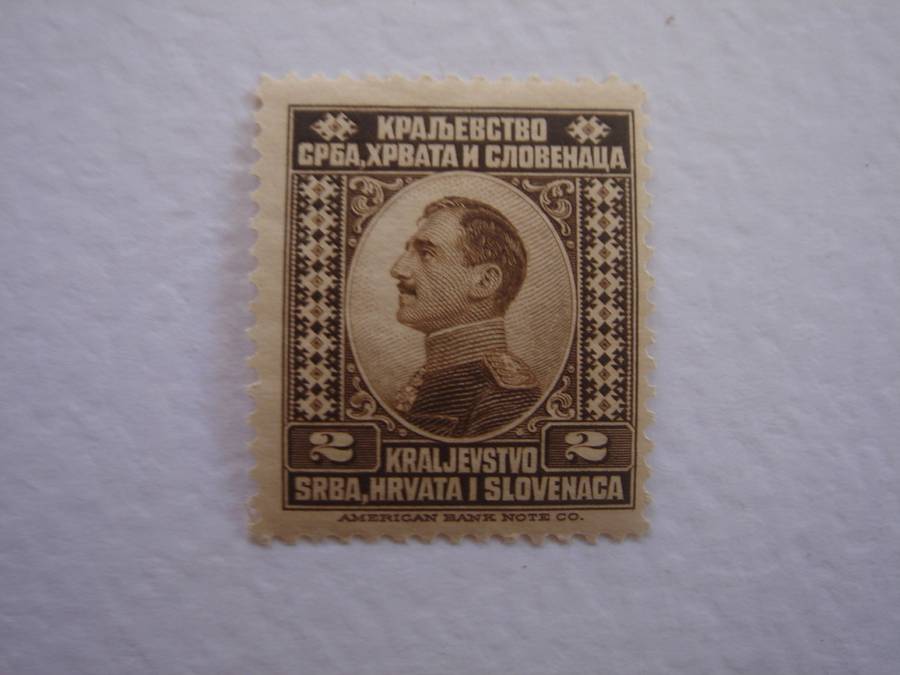 КРАЉЕВСТВО
СРБА, ХРВАТА И СЛОВЕНАЦА
2 2
KRALJEVSTVO
SRBA, HRVATA I SLOVENACA
AMERICAN BANK NOTE CO.